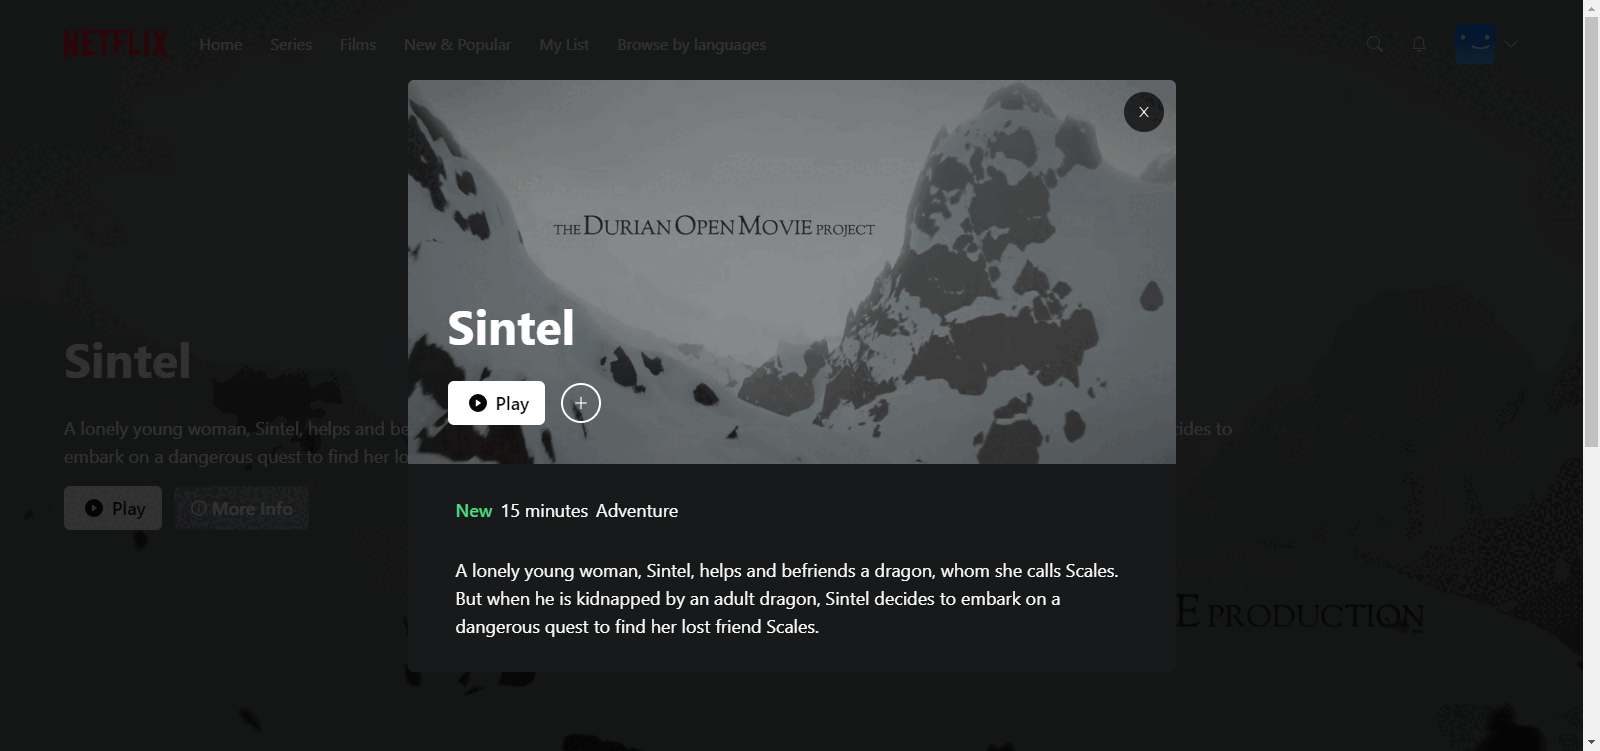 NETFLIX Home Series Films New & Popular My List Browse by languages
X
THE DURIAN OPEN MOVIE PROJECT
Sintel
Play
New 15 minutes Adventure
A lonely young woman, Sintel, helps and befriends a dragon, whom she calls Scales.
But when he is kidnapped by an adult dragon, Sintel decides to embark on a
dangerous quest to find her lost friend Scales.
Sintel
A lonely young woman, Sintel, helps and be
cides to
embark on a dangerous quest to find her lo
Play More Info
E PRODUCTION